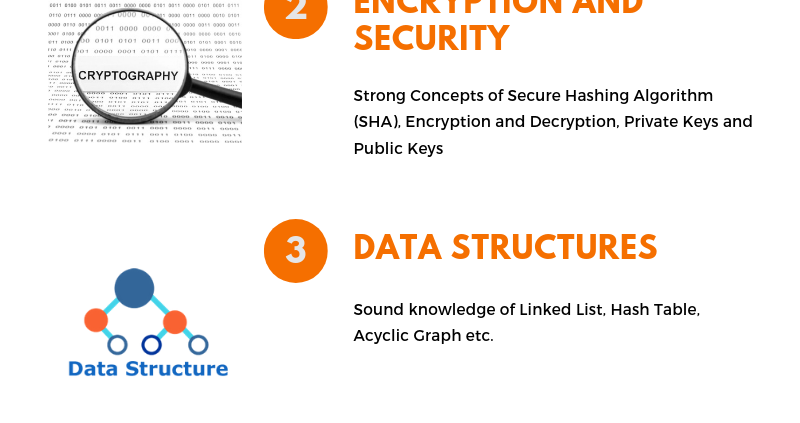 2
ENCRYPTION AND
SECURITY
CRYPTOGRAPHY
Strong Concepts of Secure Hashing Algorithm
(SHA), Encryption and Decryption, Private Keys and
Public Keys
3
DATA STRUCTURES
Sound knowledge of Linked List, Hash Table,
Acyclic Graph etc.
Data Structure